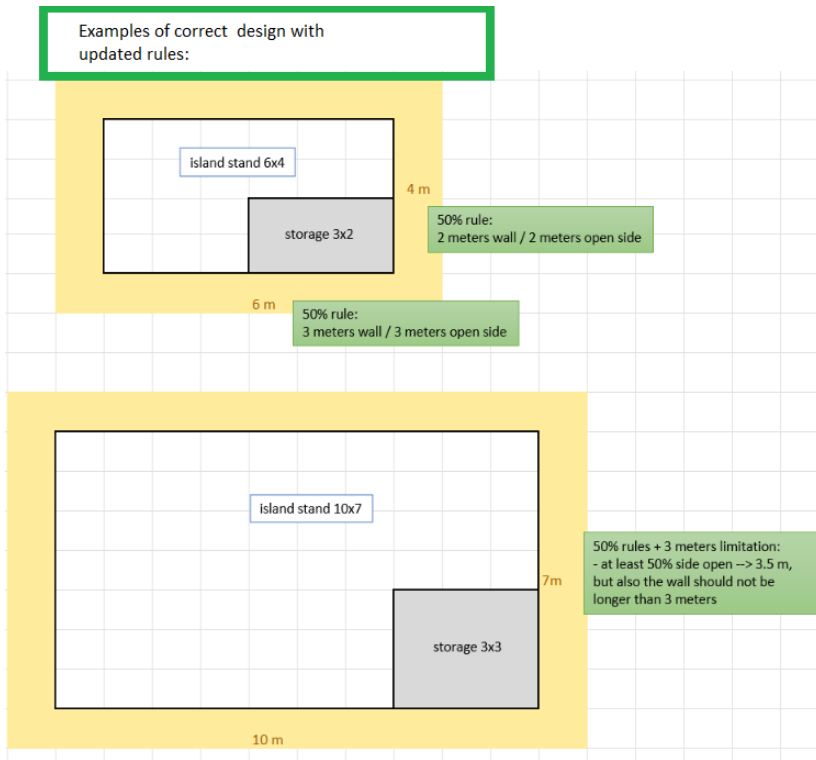 Examples of correct design with
updated rules:
island stand 6x4
4 m
storage 3x2
50% rule:
2 meters wall / 2 meters open side
6 m
50% rule:
3 meters wall / 3 meters open side
island stand 10x7
50% rules + 3 meters limitation:
- at least 50% side open --> 3.5 m,
but also the wall should not be
longer than 3 meters
7m
storage 3x3
10 m